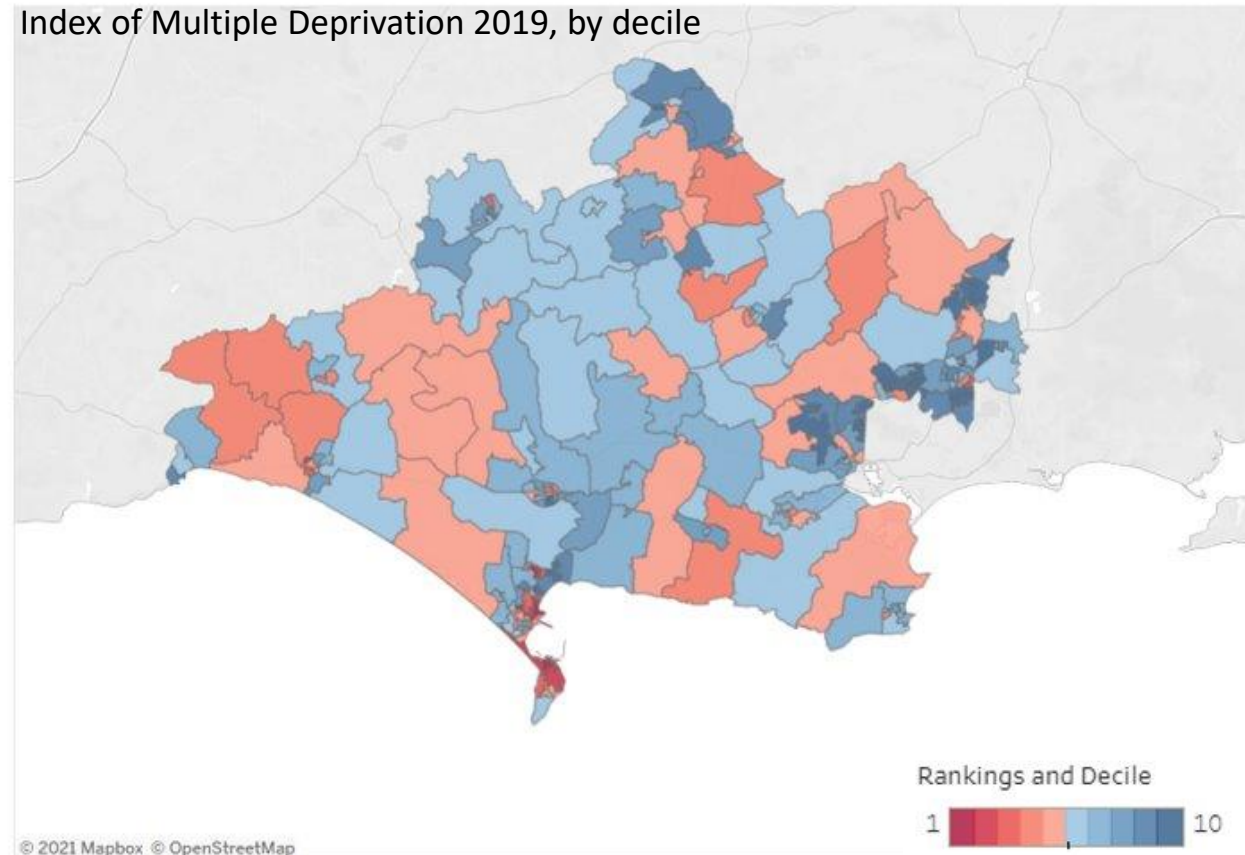 Index of Multiple Deprivation 2019, by decile
Rankings and Decile
1 10
© 2021 Mapbox © OpenStreetMap